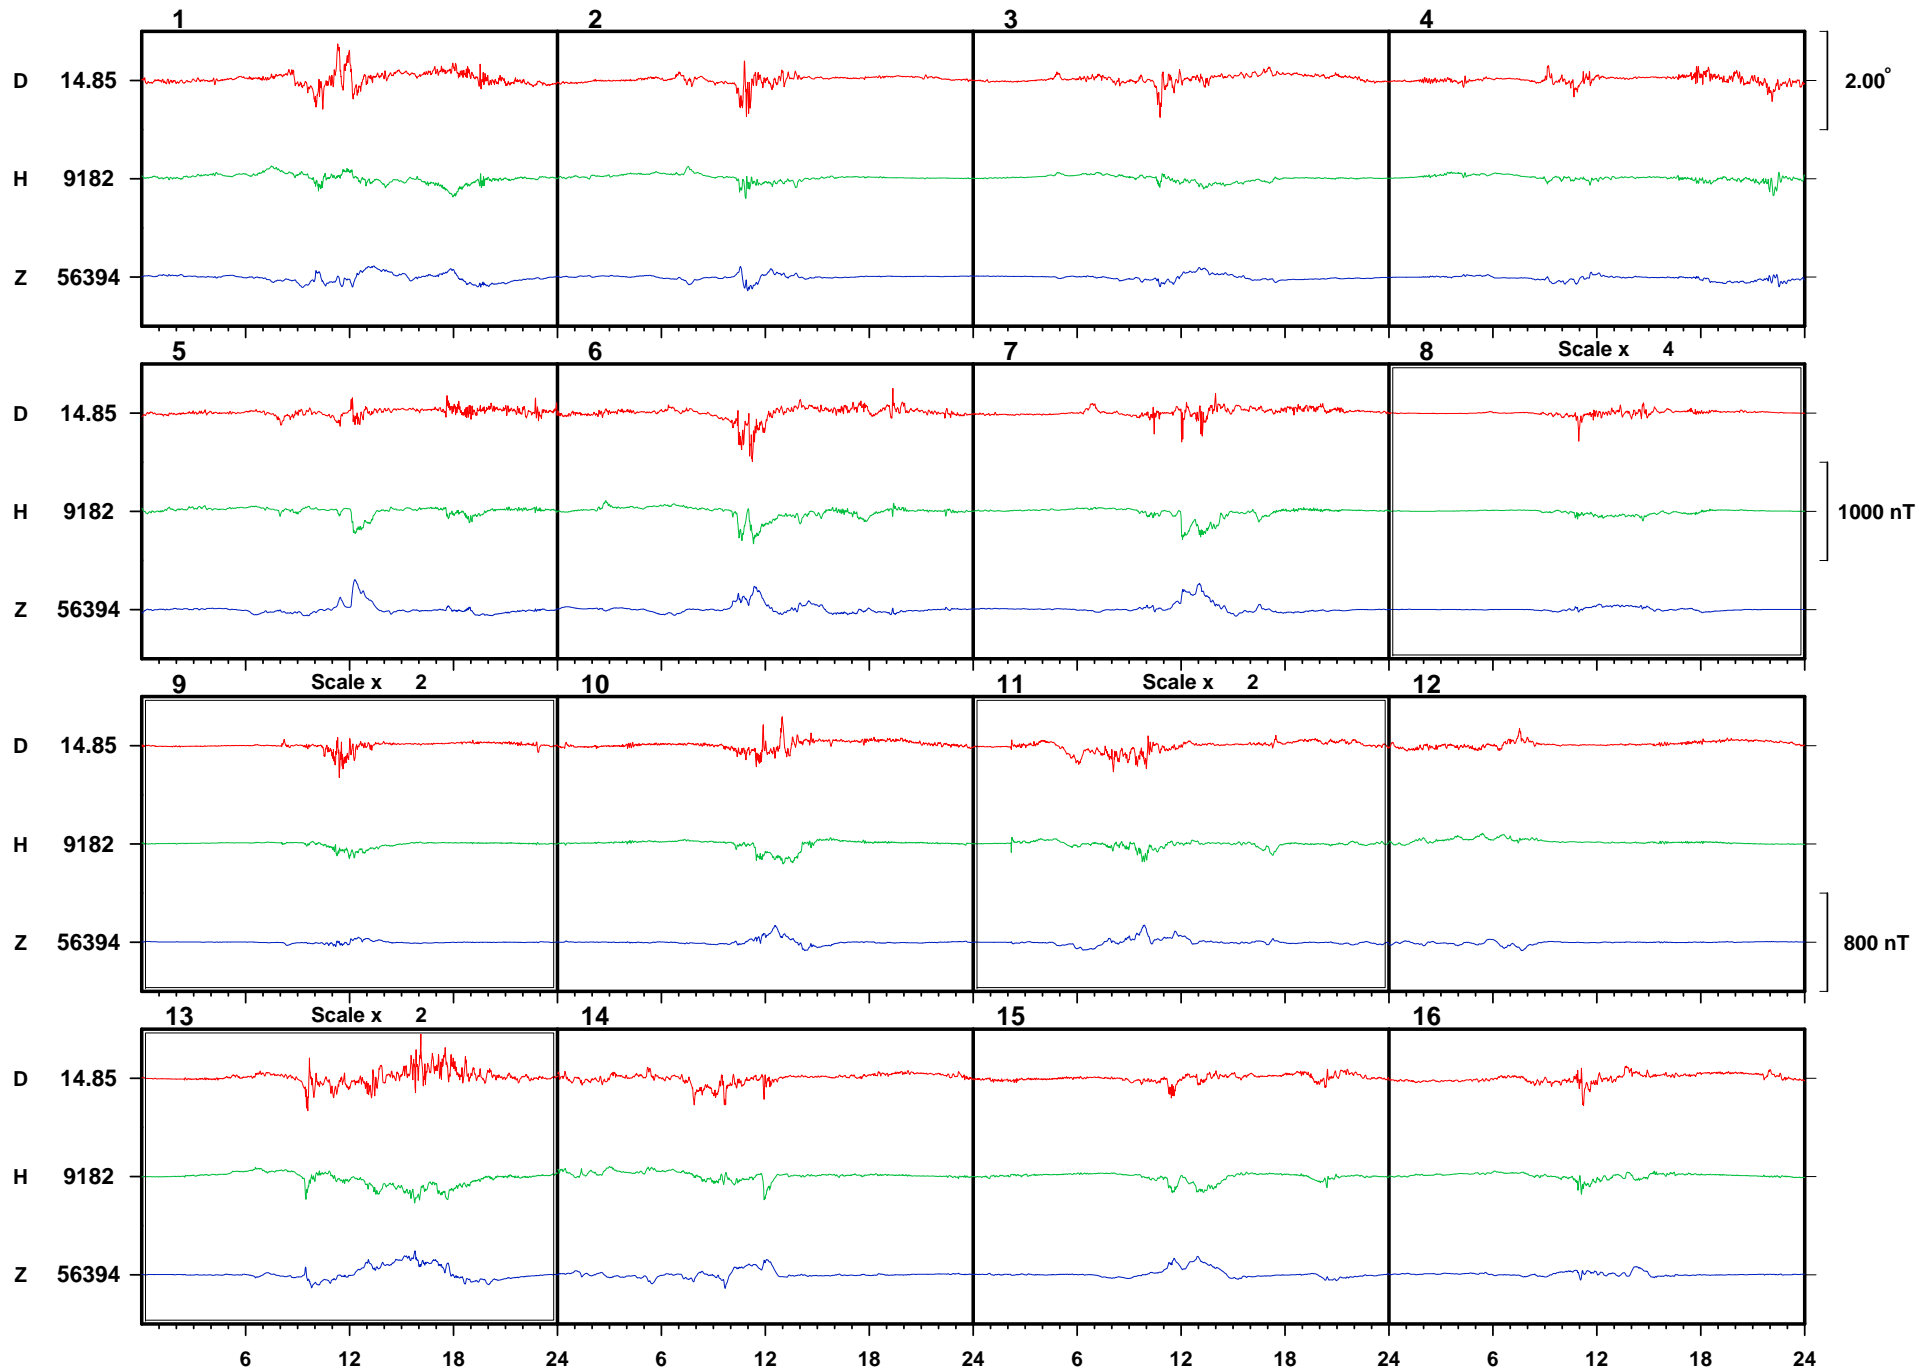 1 2 3 4
D 14.85 2.00°
H 9182
Z 56394
5 6 7 8 Scale x 4
D 14.85
H 9182 1000 nT
Z 56394
9 Scale x 2 10 11 Scale x 2 12
D 14.85
H 9182
Z 56394 800 nT
13 Scale x 2 14 15 16
D 14.85
H 9182
Z 56394
6 12 18 24 6 12 18 24 6 12 18 24 6 12 18 24